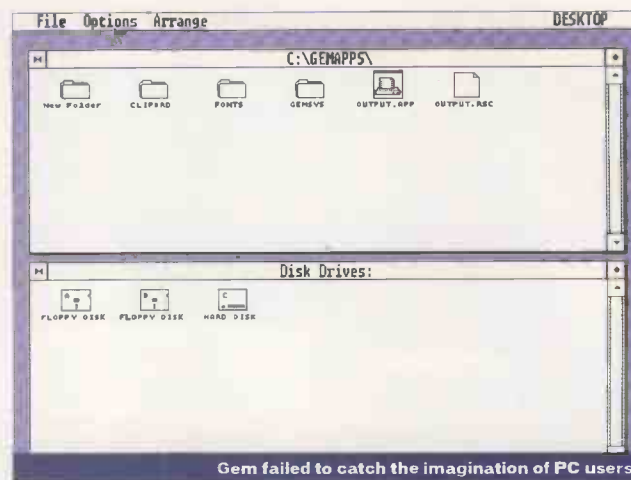 File Options Arrange DESKTOP
C:\GEMAPPS\
New Folder CLIPBRD FONTS GEMSYS OUTPUT.APP OUTPUT.RSC
Disk Drives:
A B C
FLOPPY DISK FLOPPY DISK HARD DISK
Gem failed to catch the imagination of PC users